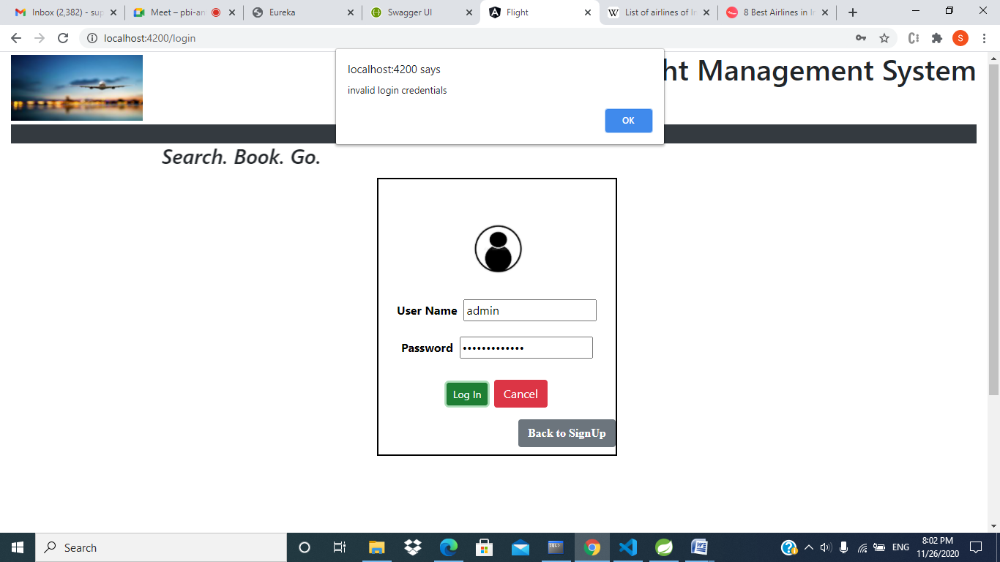 Inbox (2,382) - sup
Meet – pbi-an
Eureka
Swagger UI
Flight
List of airlines of In
8 Best Airlines in In
localhost:4200/login
S
localhost:4200 says
invalid login credentials
OK
ht Management System
Search. Book. Go.
User Name admin
Password
Log In Cancel
Back to SignUp
Search
SQL>
ENG
8:02 PM
11/26/2020